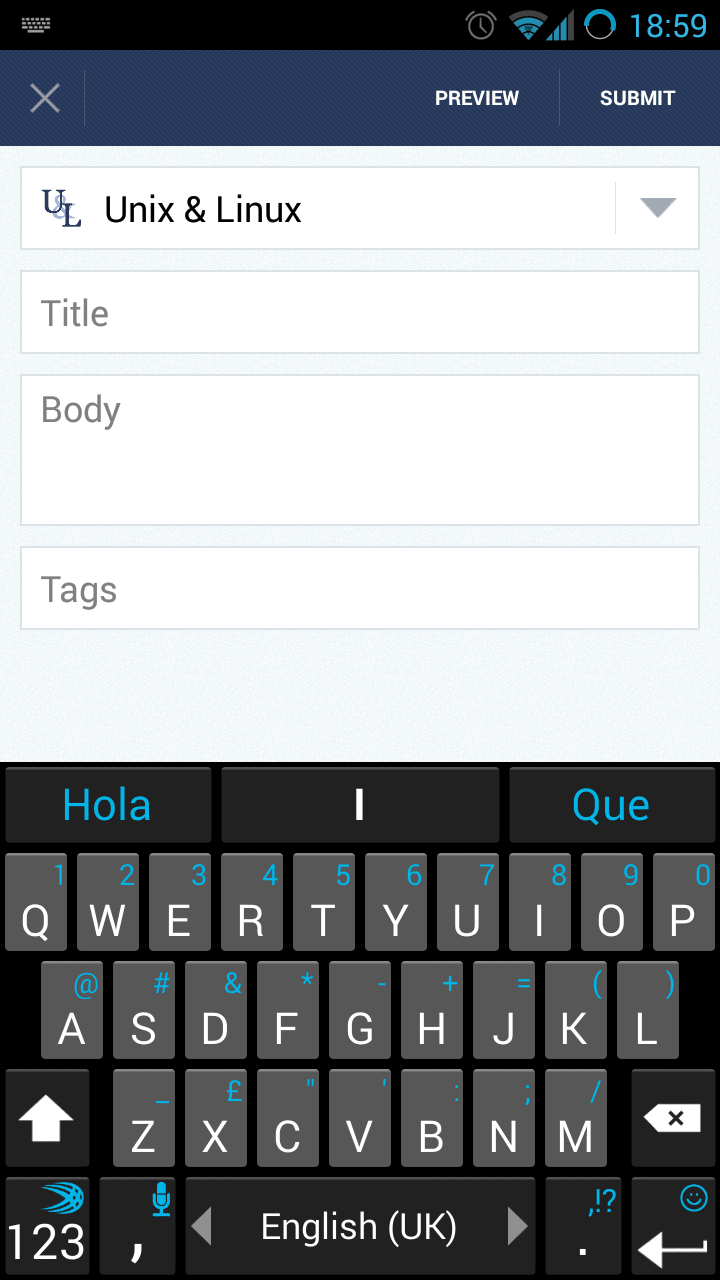 18:59
PREVIEW SUBMIT
U&L Unix & Linux
Title
Body
Tags
Hola I Que
1 2 3 4 5 6 7 8 9 0
Q W E R T Y U I O P
@ # & * - + = ( )
A S D F G H J K L
_ £ " ' : ; /
Z X C V B N M
,!?
123 , English (UK) .